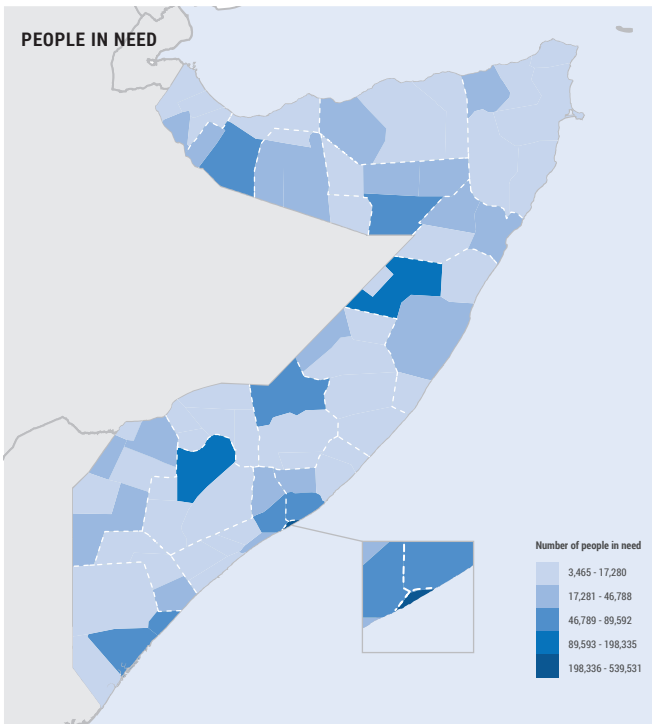 PEOPLE IN NEED
Number of people in need
3,465 - 17,280
17,281 - 46,788
46,789 - 89,592
89,593 - 198,335
198,336 - 539,531